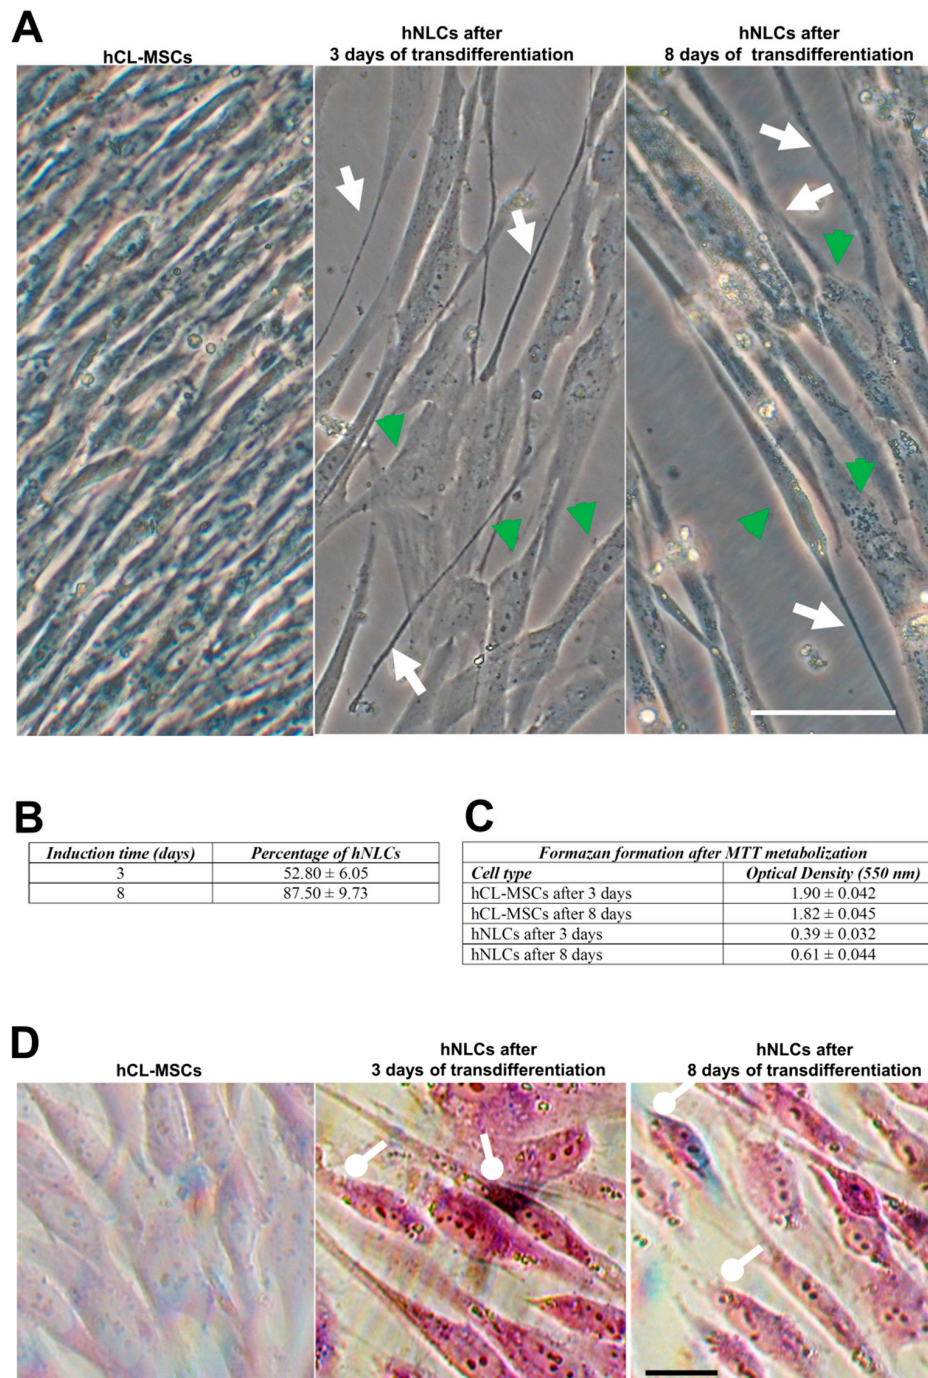 A
hCL-MSCs
hNLCs after
3 days of transdifferentiation
hNLCs after
8 days of transdifferentiation
B
Induction time (days) Percentage of hNLCs
3 52.80 ± 6.05
8 87.50 ± 9.73
C
Formazan formation after MTT metabolization
Cell type Optical Density (550 nm)
hCL-MSCs after 3 days 1.90 ± 0.042
hCL-MSCs after 8 days 1.82 ± 0.045
hNLCs after 3 days 0.39 ± 0.032
hNLCs after 8 days 0.61 ± 0.044
D
hCL-MSCs
hNLCs after
3 days of transdifferentiation
hNLCs after
8 days of transdifferentiation